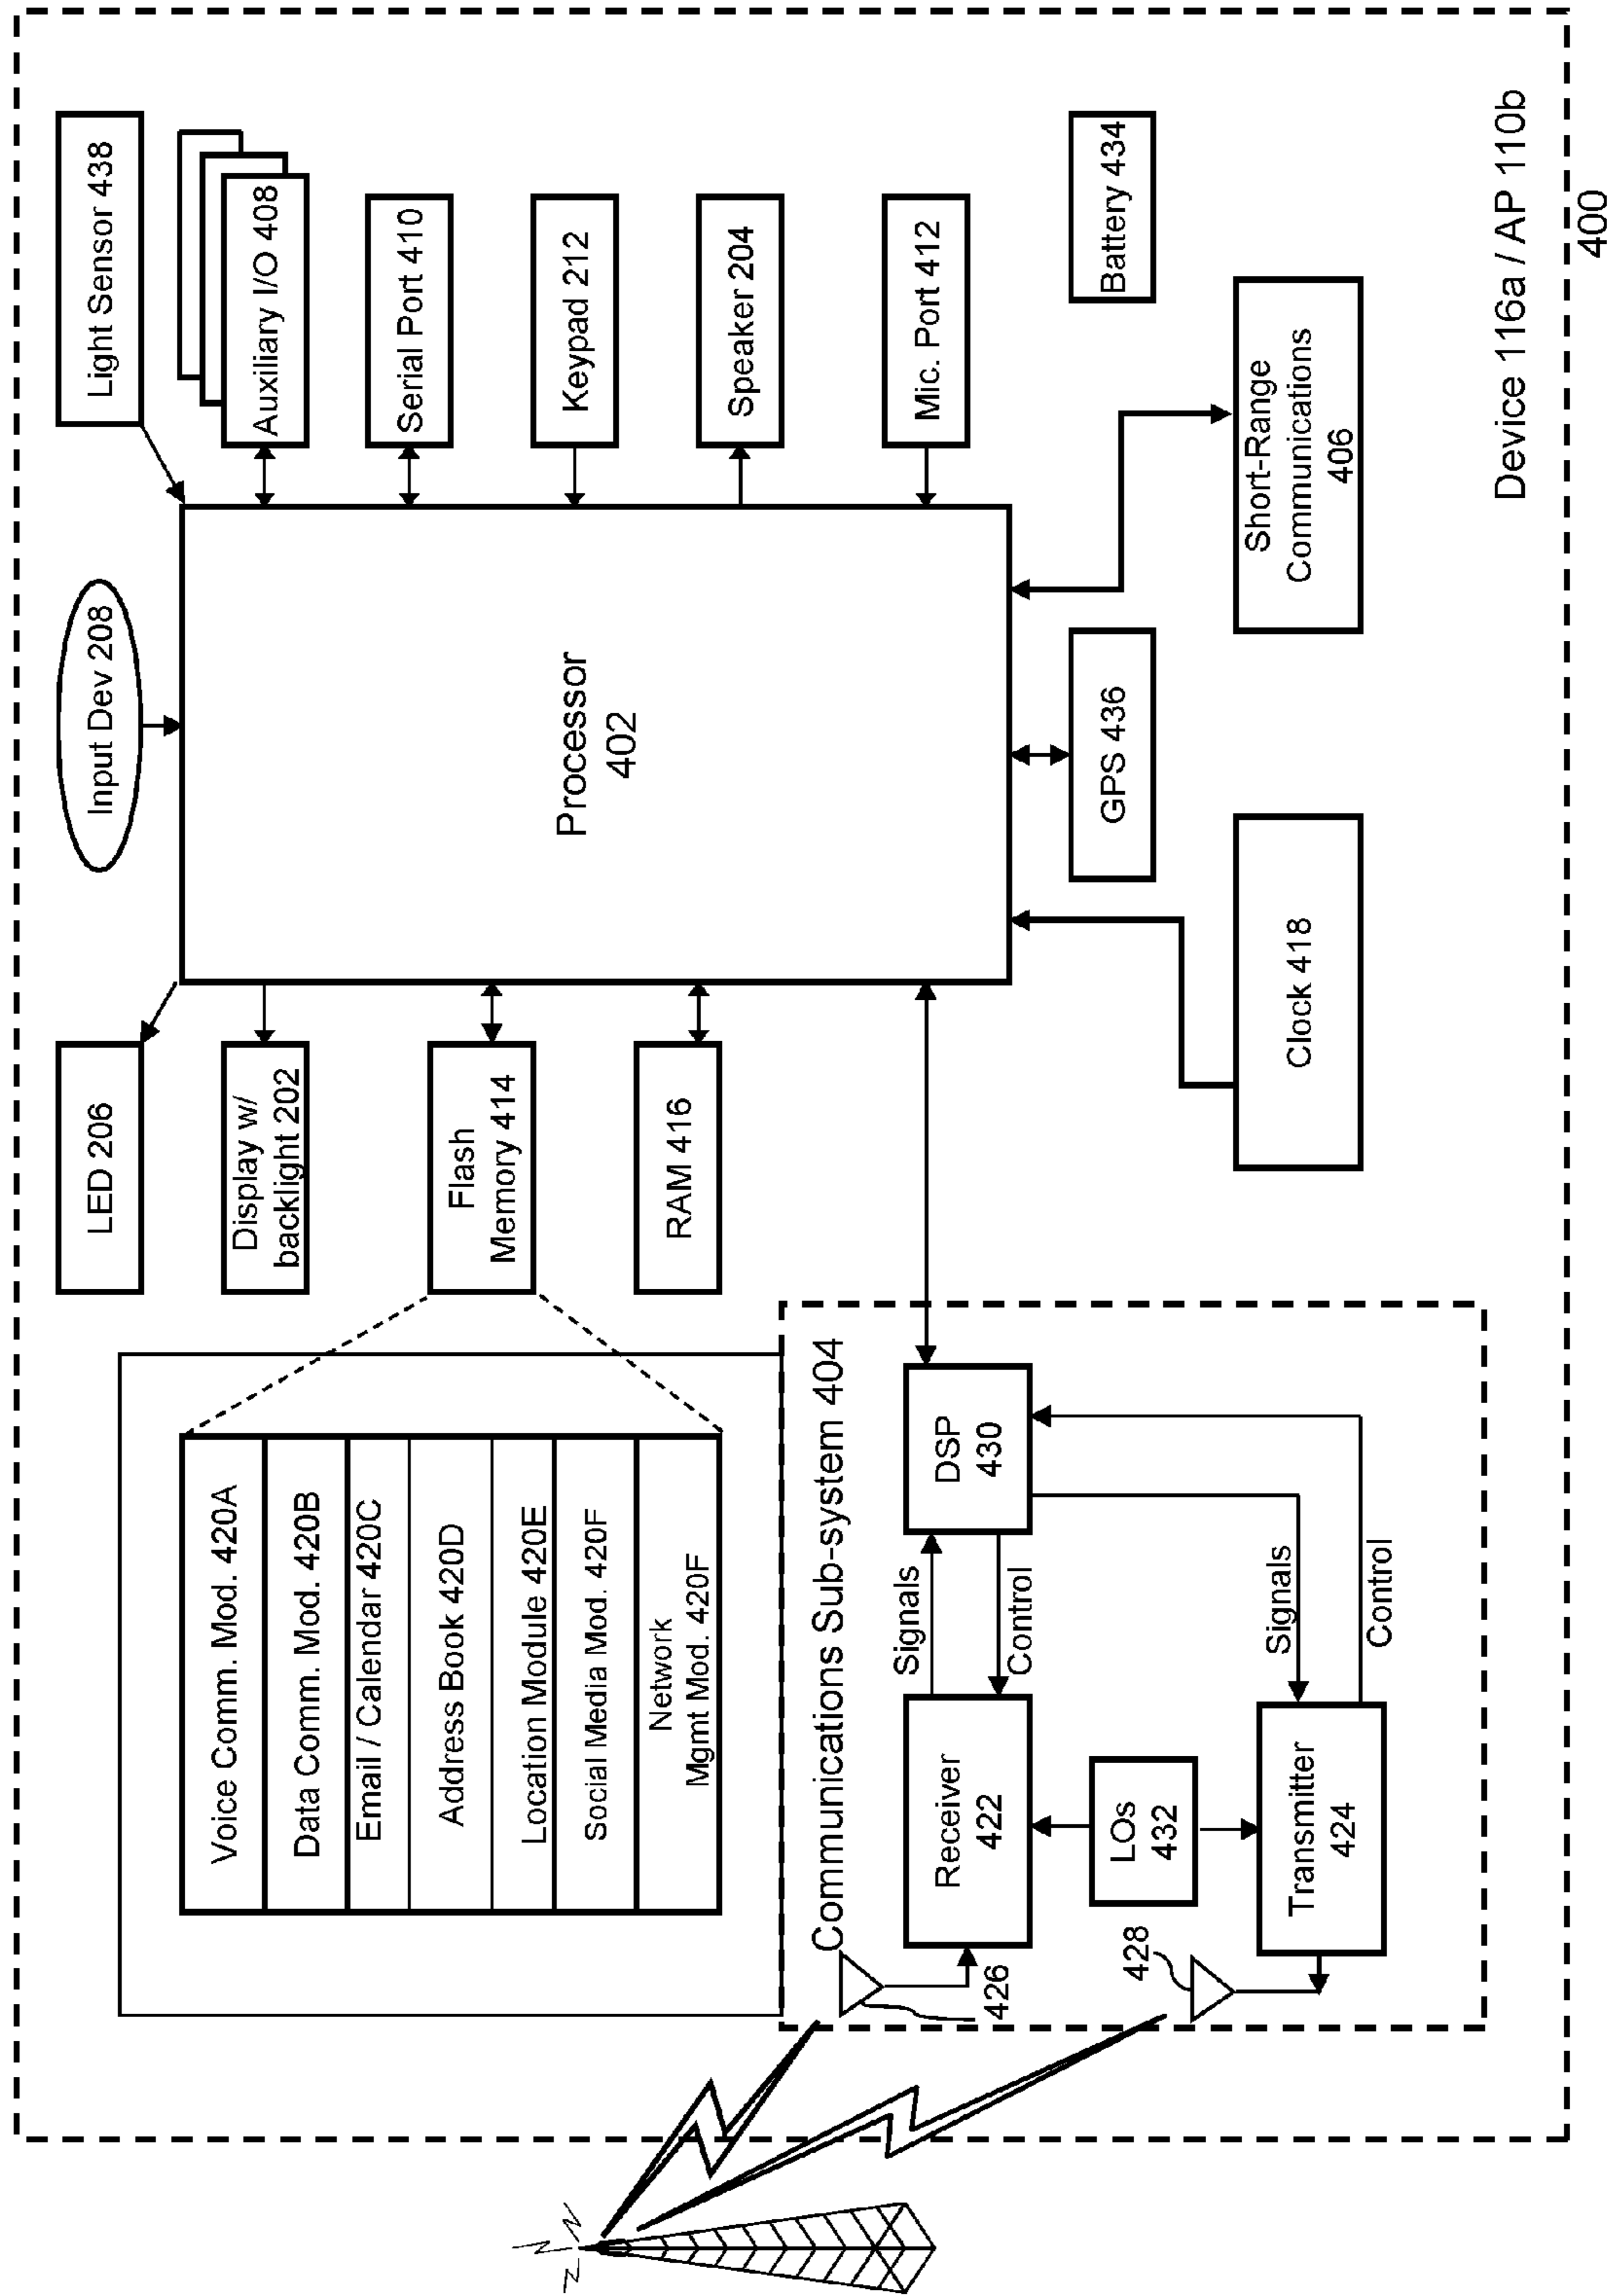 LED 206
Input Dev 208
Light Sensor 438
Display w/
backlight 202
Auxiliary I/O 408
Flash
Memory 414
Serial Port 410
RAM 416
Keypad 212
Speaker 204
Mic. Port 412
Processor
402
Voice Comm. Mod. 420A
Data Comm. Mod. 420B
Email / Calendar 420C
Address Book 420D
Location Module 420E
Social Media Mod. 420F
Network
Mgmt Mod. 420F
Communications Sub-system 404
Receiver
422
Signals
Control
DSP
430
426
LOs
432
428
Transmitter
424
Signals
Control
GPS 436
Battery 434
Clock 418
Short-Range
Communications
406
Device 116a / AP 110b
400